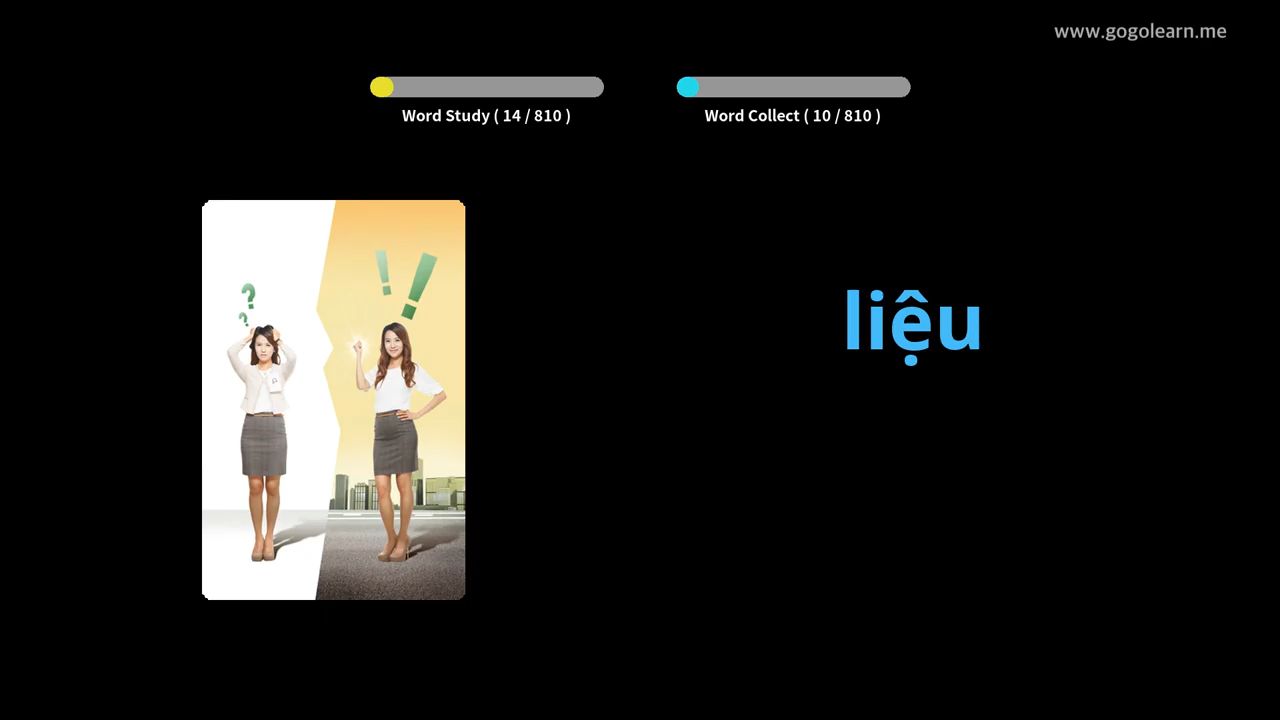 www.gogolearn.me
Word Study ( 14 / 810 )
Word Collect ( 10 / 810 )
? ?
! !
liệu